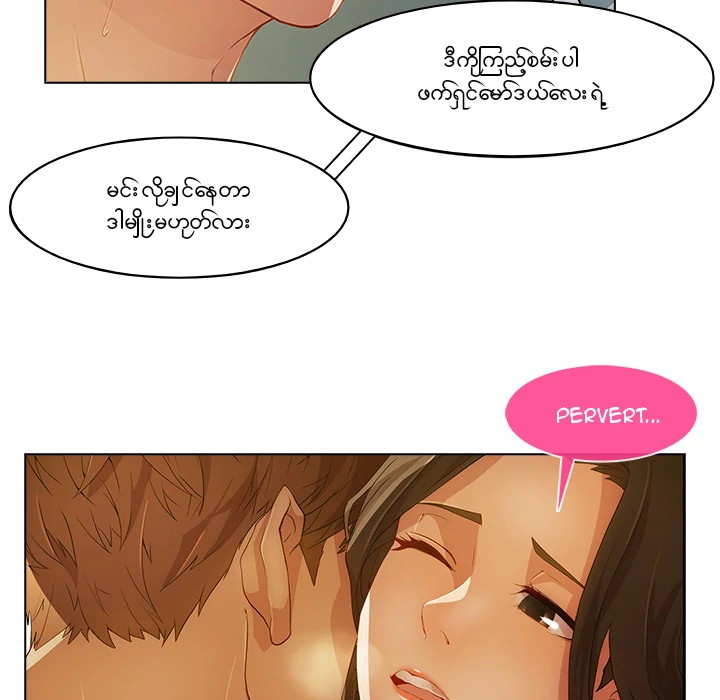 ဒီကိုကြည့်စမ်းပါ
ဖက်ရှင်မော်ဒယ်လေးရဲ့
မင်းလိုချင်နေတာ
ဒါမျိုးမဟုတ်လား
PERVERT...